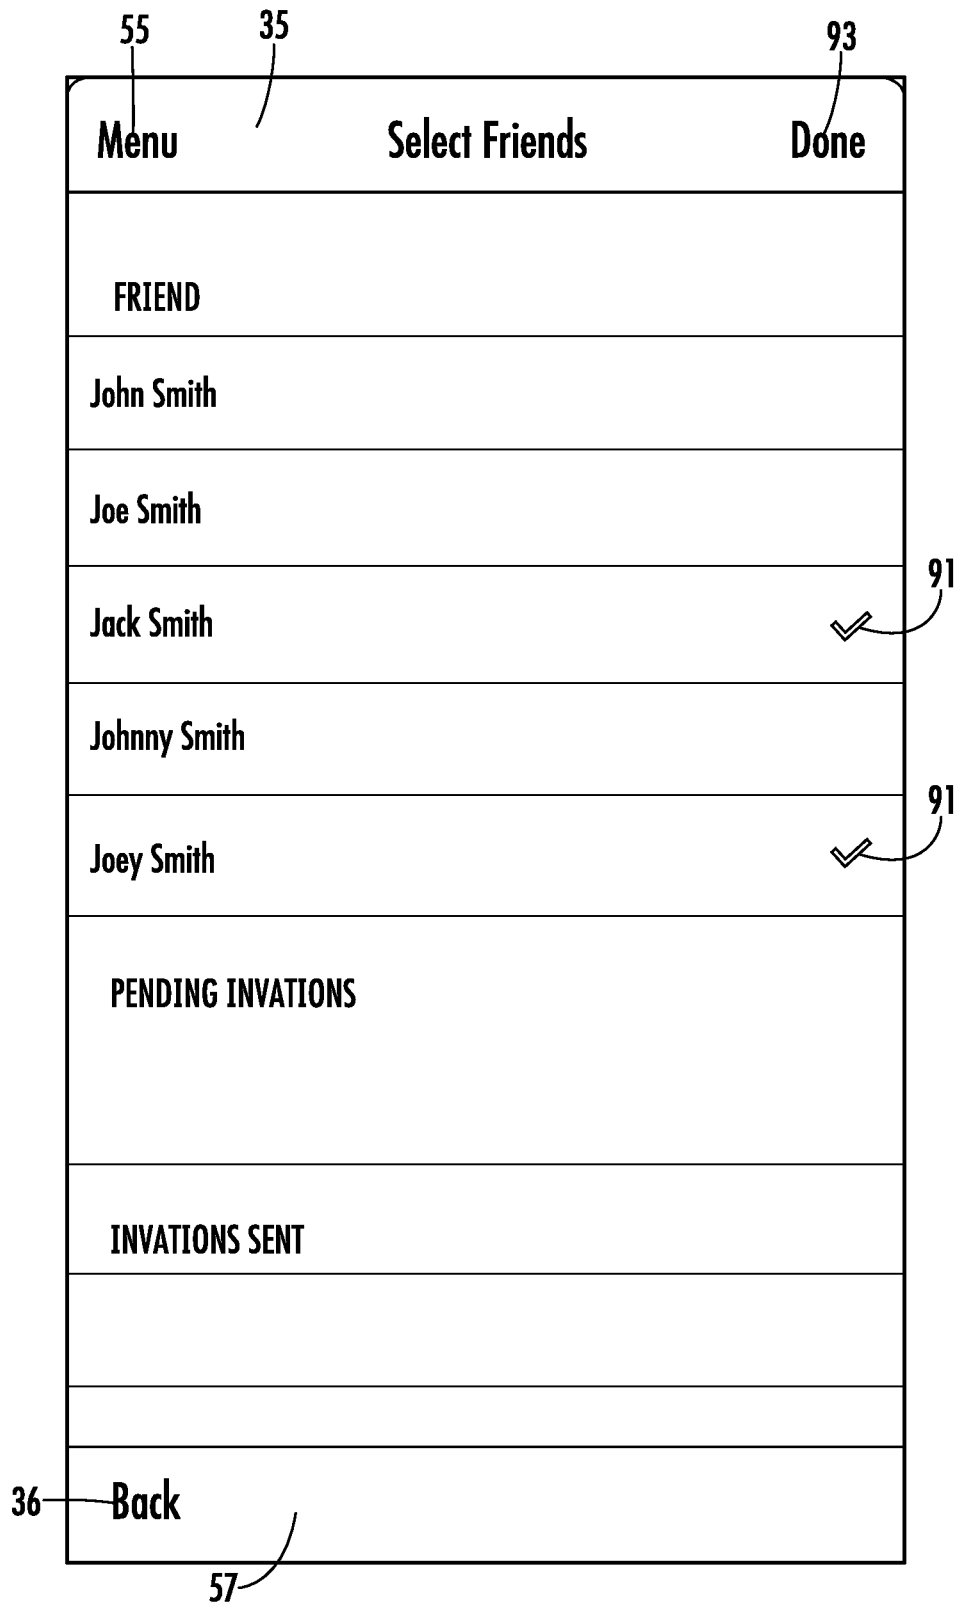 55 35 93
Menu Select Friends Done
FRIEND
John Smith
Joe Smith
91
Jack Smith
Johnny Smith
91
Joey Smith
PENDING INVATIONS
INVATIONS SENT
36 Back
57